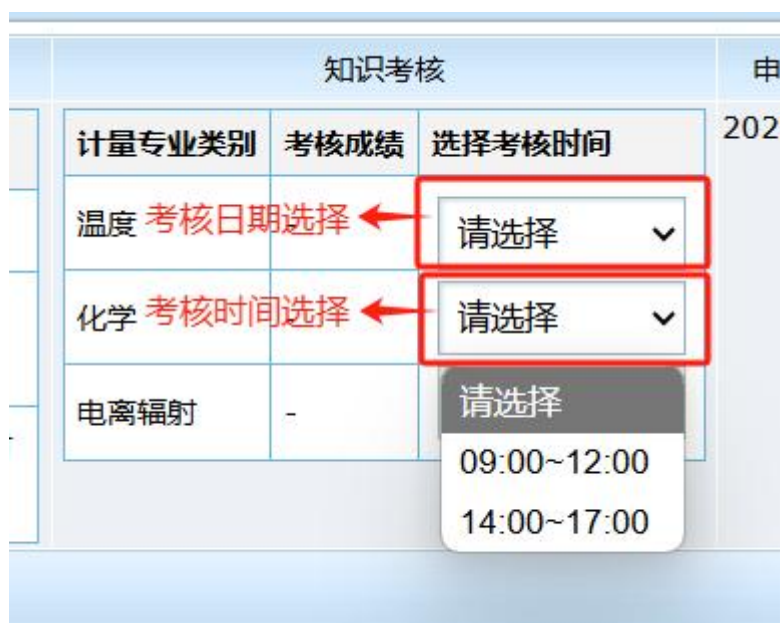 知识考核
申
计量专业类别 考核成绩 选择考核时间
202
温度 考核日期选择 请选择
化学 考核时间选择 请选择
电离辐射 -
请选择
09:00~12:00
14:00~17:00